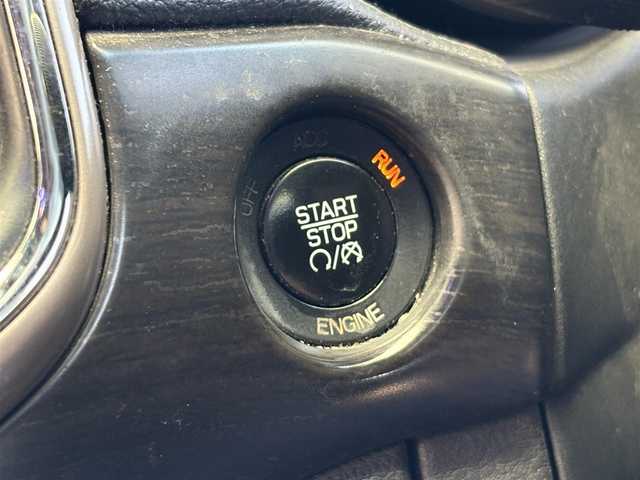 ACC
RUN
OFF
START
STOP
ENGINE